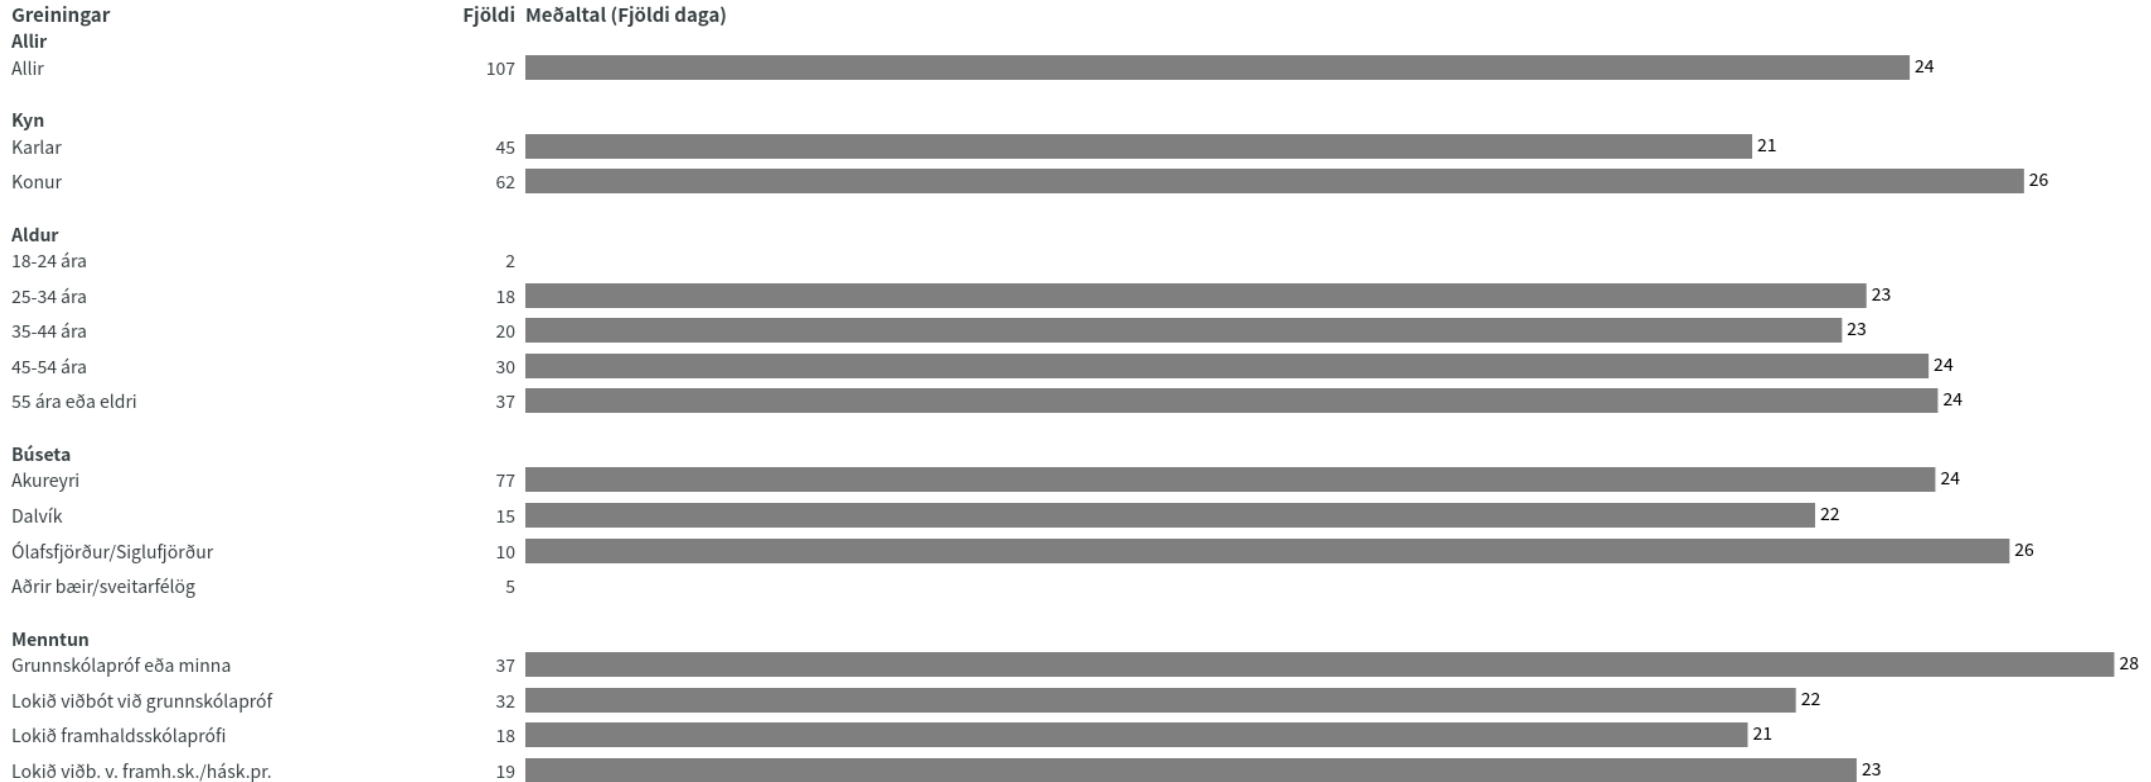 Greiningar Fjöldi Meðaltal (Fjöldi daga)
Allir
Allir 107 24
Kyn
Karlar 45 21
Konur 62 26
Aldur
18-24 ára 2
25-34 ára 18 23
35-44 ára 20 23
45-54 ára 30 24
55 ára eða eldri 37 24
Búseta
Akureyri 77 24
Dalvík 15 22
Ólafsfjörður/Siglufjörður 10 26
Aðrir bæir/sveitarfélög 5
Menntun
Grunnskólapróf eða minna 37 28
Lokið viðbót við grunnskólapróf 32 22
Lokið framhaldsskólaprófi 18 21
Lokið viðb. v. framh.sk./hásk.pr. 19 23